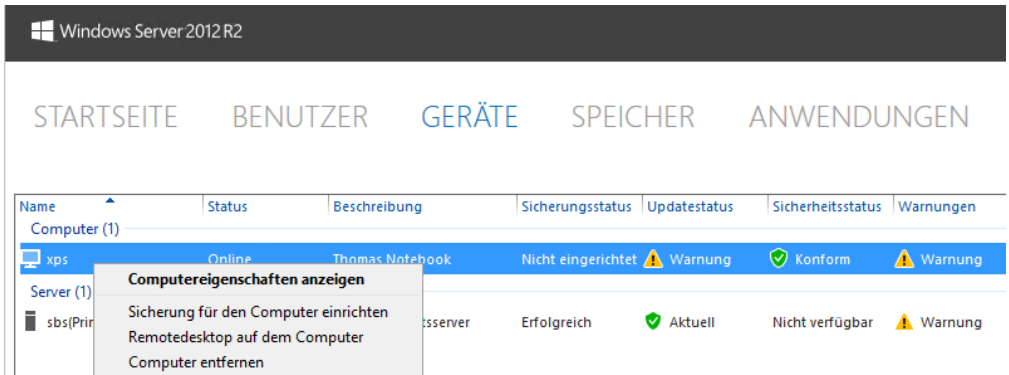 Windows Server 2012 R2
STARTSEITE BENUTZER GERÄTE SPEICHER ANWENDUNGEN
Name Status Beschreibung Sicherungsstatus Updatestatus Sicherheitsstatus Warnungen
Computer (1)
xps Online Thomas Notebook Nicht eingerichtet Warnung Konform Warnung
Computereigenschaften anzeigen
Server (1)
Sicherung für den Computer einrichten
sbs(Prir tsserver Erfolgreich Aktuell Nicht verfügbar Warnung
Remotedesktop auf dem Computer
Computer entfernen